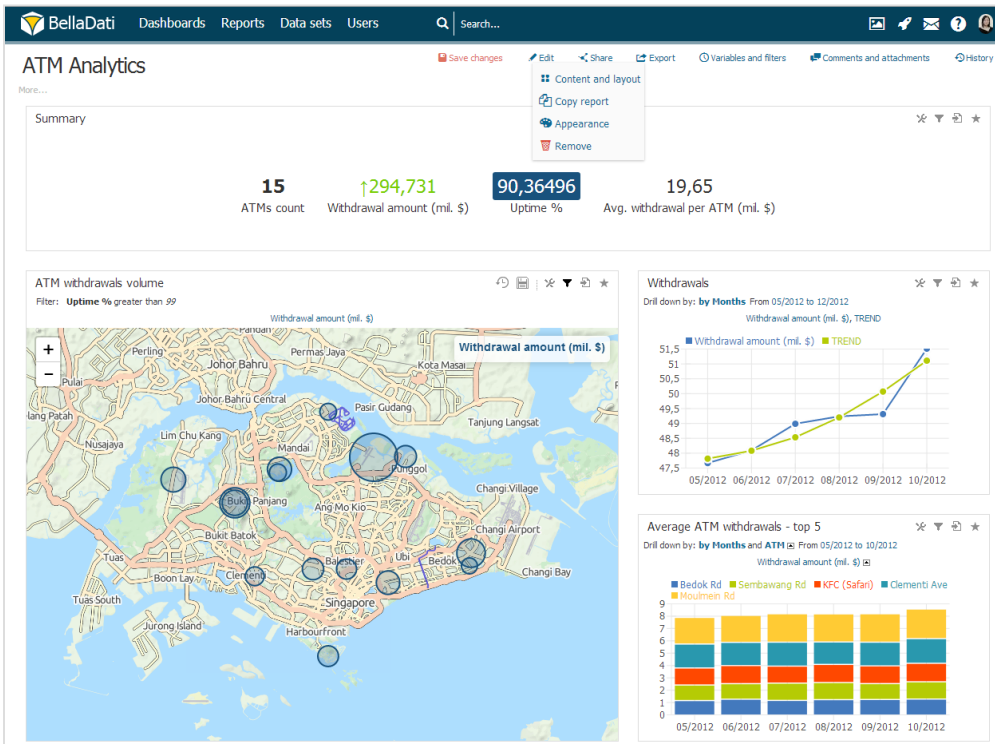 BellaDati Dashboards Reports Data sets Users Search...
ATM Analytics
Save changes Edit Share Export Variables and filters Comments and attachments History
More...
Content and layout
Copy report
Appearance
Remove
Summary
15 ↑294,731 90,36496 19,65
ATMs count Withdrawal amount (mil. $) Uptime % Avg. withdrawal per ATM (mil. $)
ATM withdrawals volume
Filter: Uptime % greater than 99
Withdrawal amount (mil. $)
Withdrawal amount (mil. $)
+
−
Pandan
Perling
Permas Jaya
Johor Bahru
Kota Masai
Pulai
Johor Bahru Central
Pasir Gudang
lang Patah
Tanjung Langsat
Lim Chu Kang
Nusajaya
Mandai
Punggol
Changi Village
Bukit Panjang
Ang Mo Kio
Changi Airport
Bukit Batok
Tuas
Ubi
Balestier
Bedok
Boon Lay
Clementi
Changi Bay
Tuas South
Singapore
Jurong Island
Harbourfront
Withdrawals
Drill down by: by Months From 05/2012 to 12/2012
Withdrawal amount (mil. $), TREND
Withdrawal amount (mil. $) TREND
51,5
51
50,5
50
49,5
49
48,5
48
47,5
05/2012 06/2012 07/2012 08/2012 09/2012 10/2012
Average ATM withdrawals - top 5
Drill down by: by Months and ATM From 05/2012 to 10/2012
Withdrawal amount (mil. $)
Bedok Rd Sembawang Rd KFC (Safari) Clementi Ave
Moulmein Rd
9
8
7
6
5
4
3
2
1
0
05/2012 06/2012 07/2012 08/2012 09/2012 10/2012